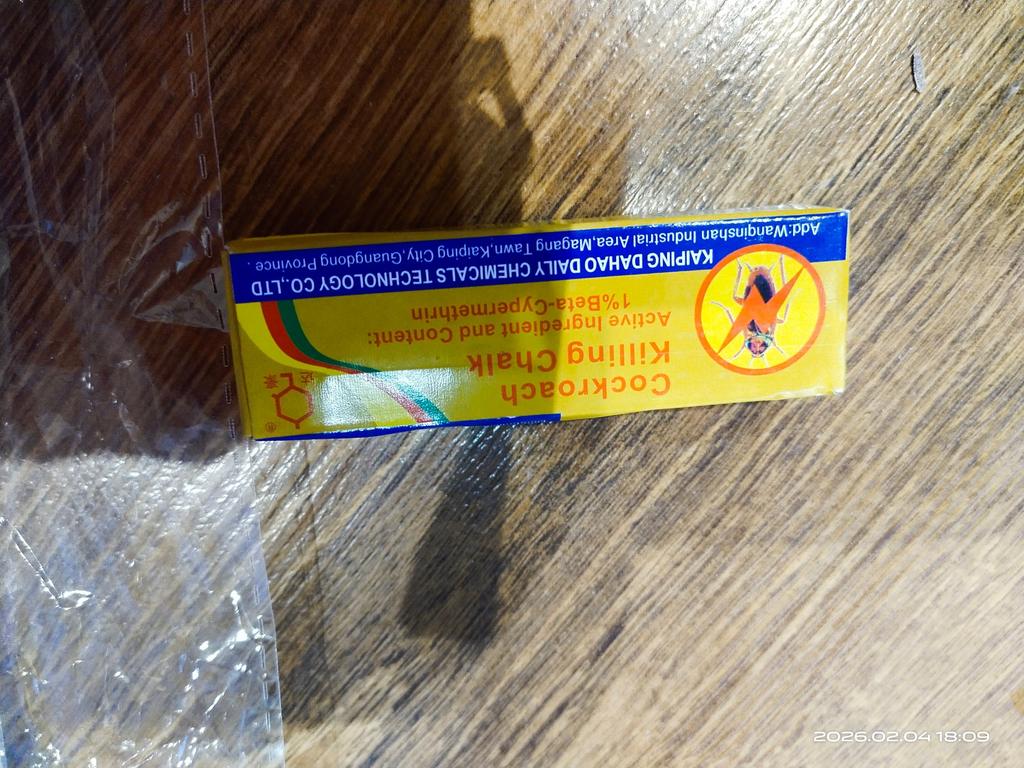 Cockroach
Killing Chalk
Active Ingredient and Content:
1%Beta-Cypermethrin
KAIPING DAHAO DAILY CHEMICALS TECHNOLOGY CO.,LTD
Add:Wanqinshan Industrial Area,Magang Tawn,Kaiping City,Guangdong Province.
®
2026.02.04 18:09